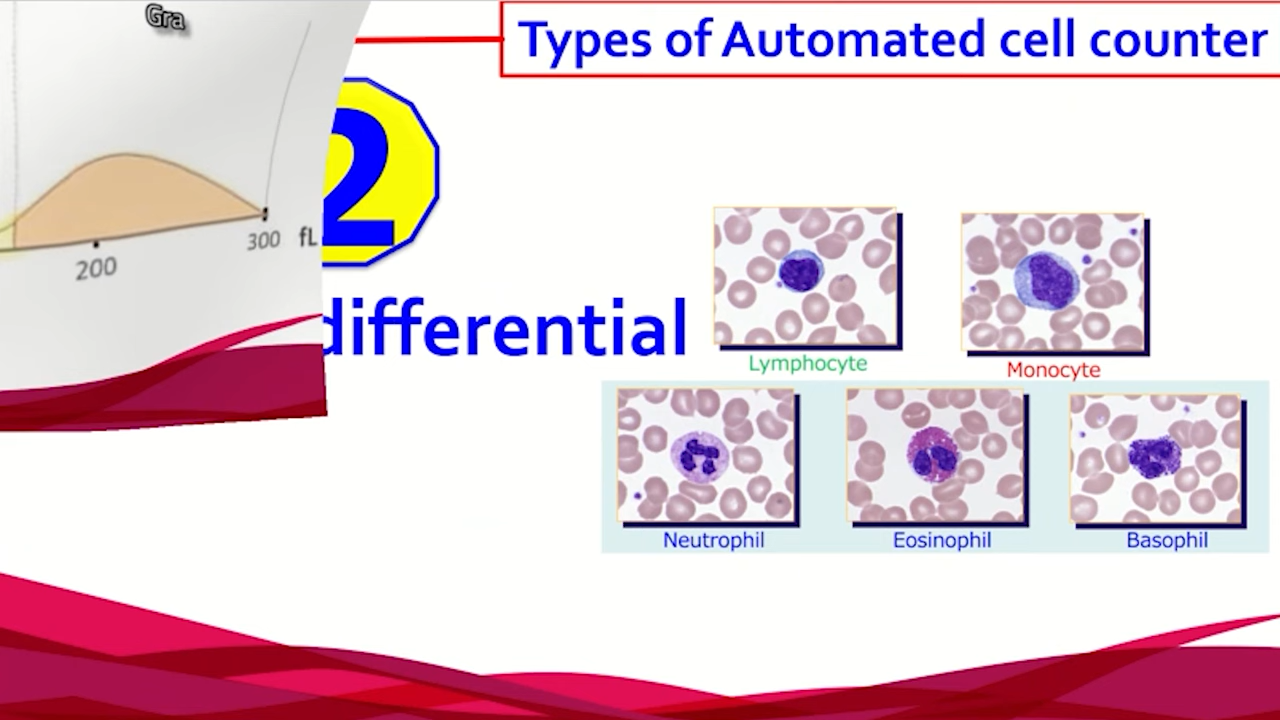 Gra
Types of Automated cell counter
2
300 fL
200
differential
Lymphocyte
Monocyte
Neutrophil
Eosinophil
Basophil